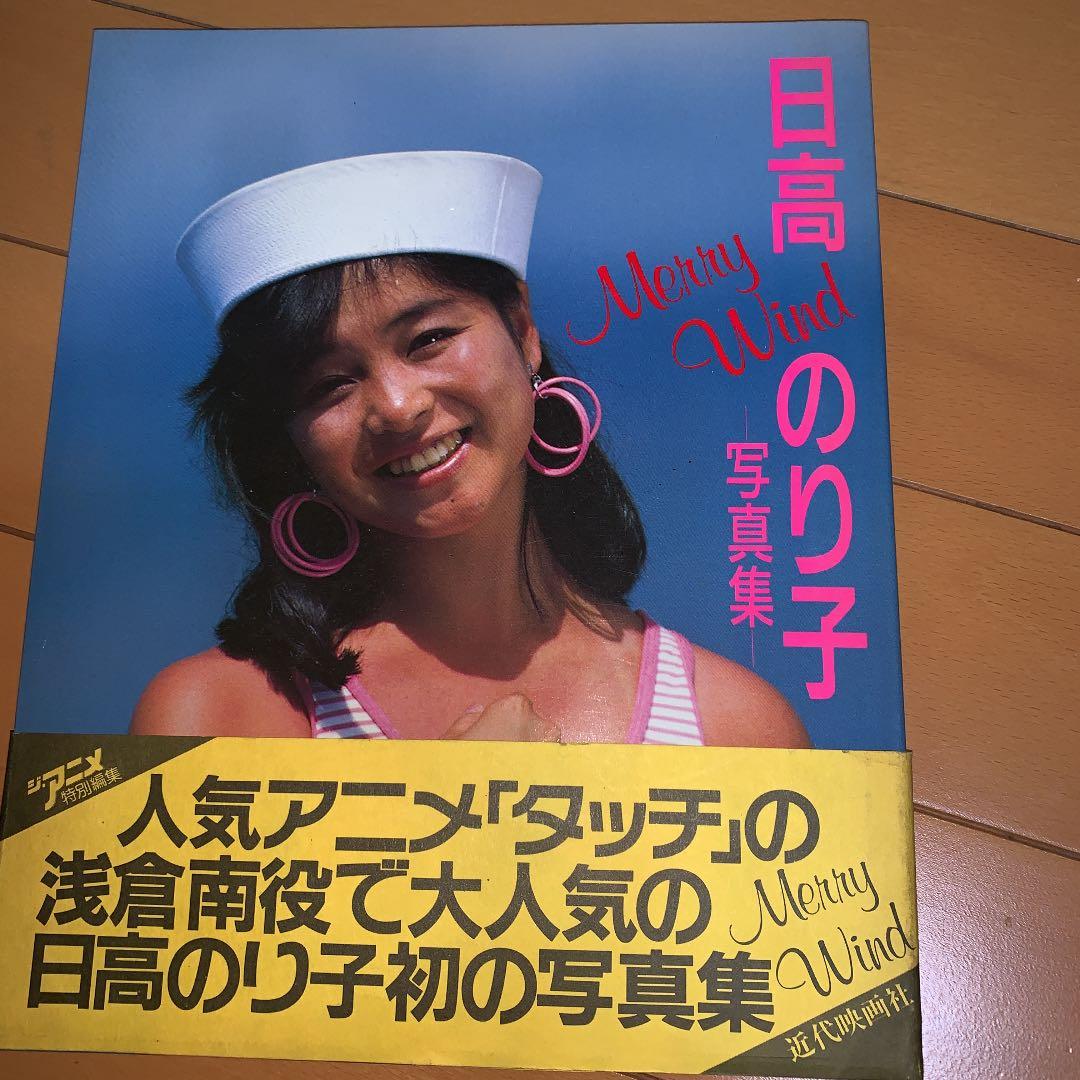 日高のり子
Merry
Wind
写真集
ジ・アニメ
特別編集
人気アニメ「タッチ」の
浅倉南役で大人気の
日高のり子初の写真集
Merry
Wind
近代映画社